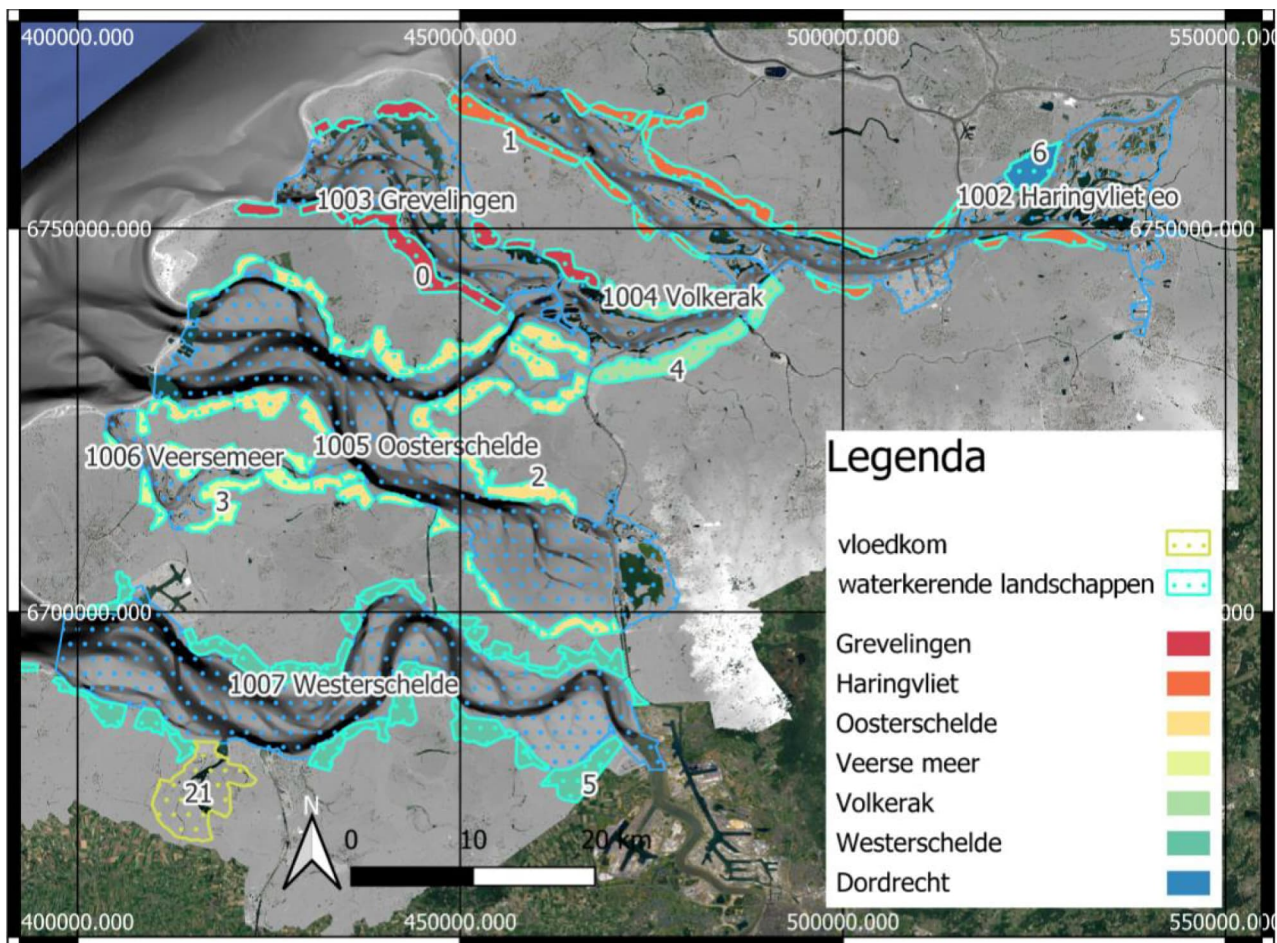 400000.000 450000.000 500000.000 550000.000
1
6
1003 Grevelingen
1002 Haringvliet eo
6750000.000 6750000.000
0
1004 Volkerak
4
1005 Oosterschelde
1006 Veersemeer
2
3
Legenda
vloedkom
waterkerende landschappen
6700000.000
000
Grevelingen
Haringvliet
1007 Westerschelde
Oosterschelde
Veerse meer
5
21
Volkerak
N
0 10 20 km
Westerschelde
Dordrecht
400000.000 450000.000 500000.000 550000.000